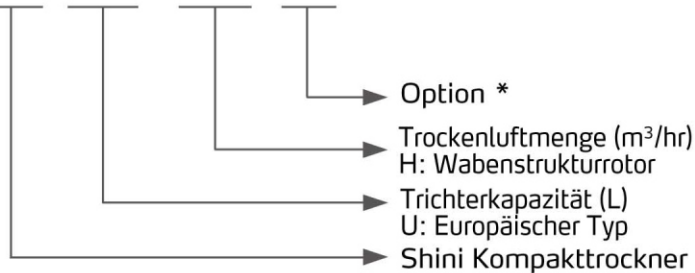 Option *
Trockenluftmenge (m³/hr)
H: Wabenstrukturrotor
Trichterkapazität (L)
U: Europäischer Typ
Shini Kompakttrockner